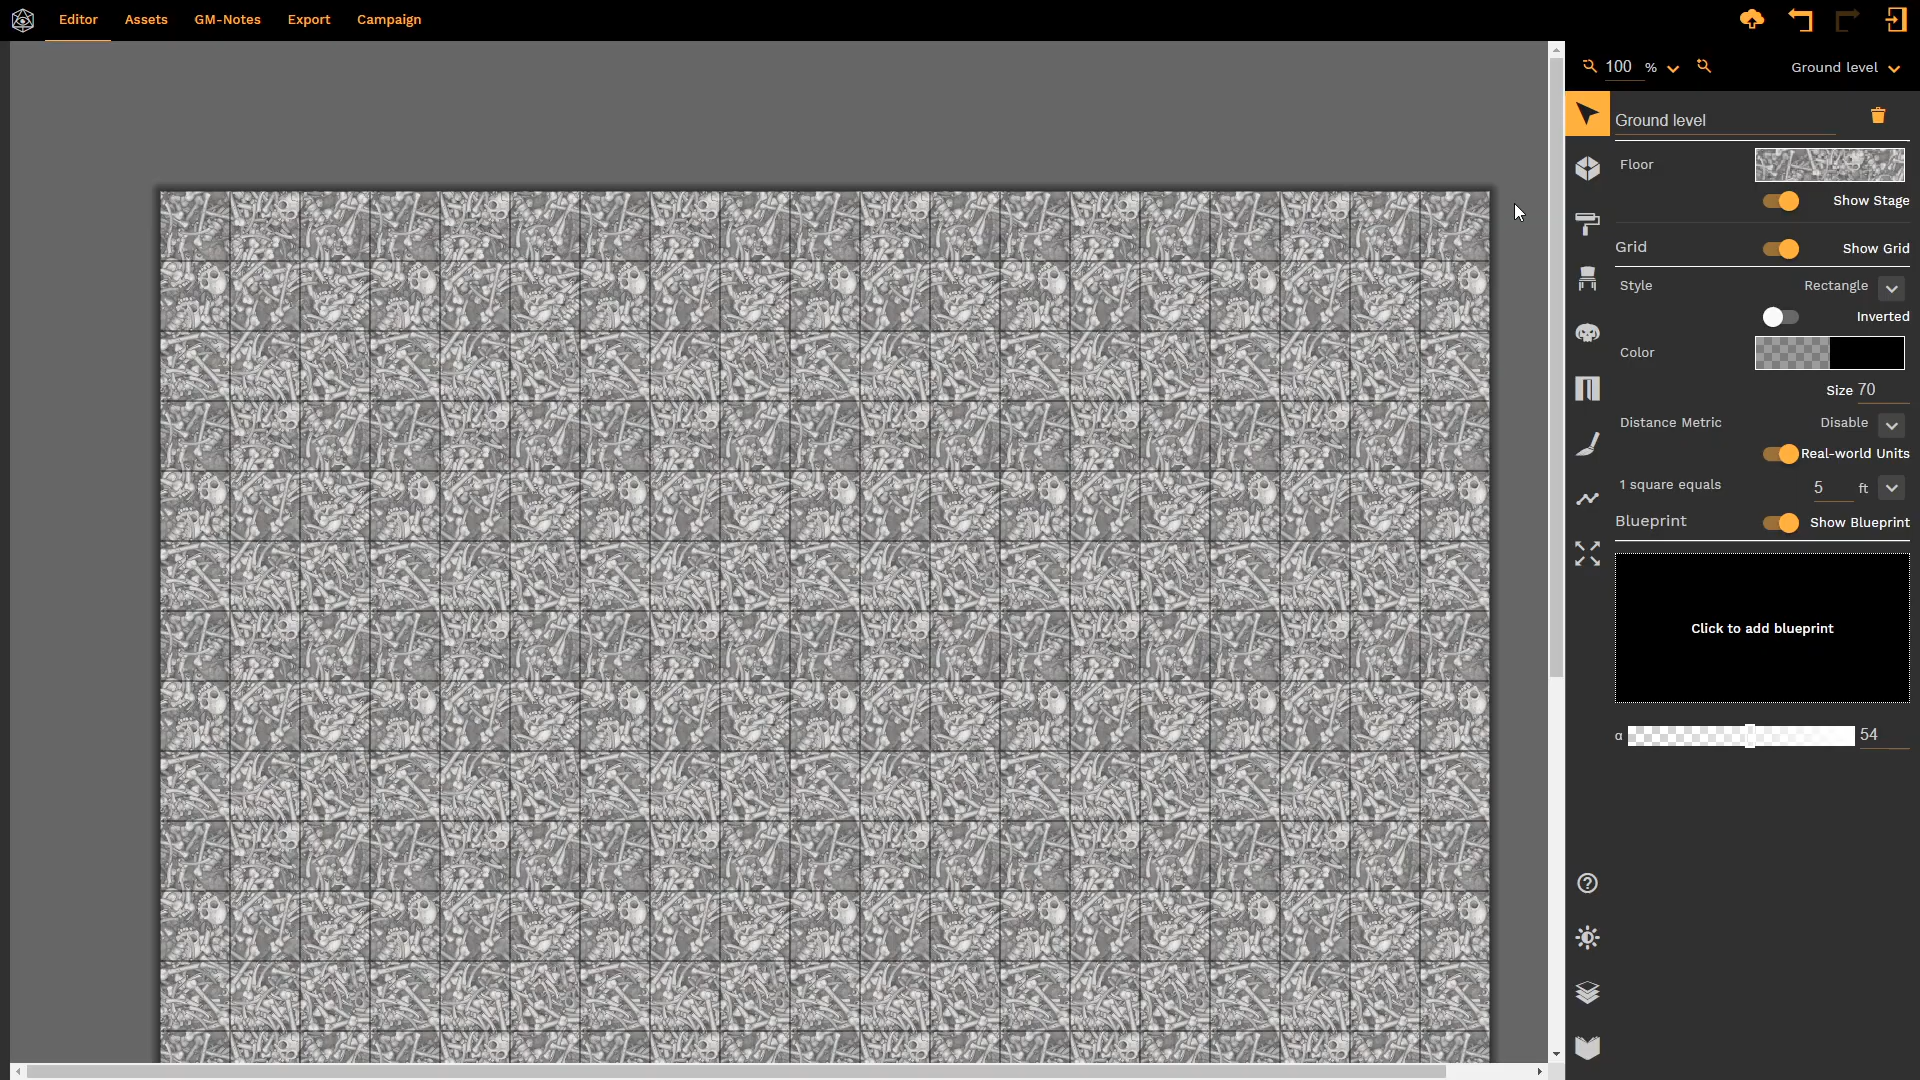 Editor Assets GM-Notes Export Campaign
100 % Ground level
Ground level
Floor
Show Stage
Grid Show Grid
Style Rectangle
Inverted
Color
Size 70
Distance Metric Disable
Real-world Units
1 square equals 5 ft
Blueprint Show Blueprint
Click to add blueprint
α 54